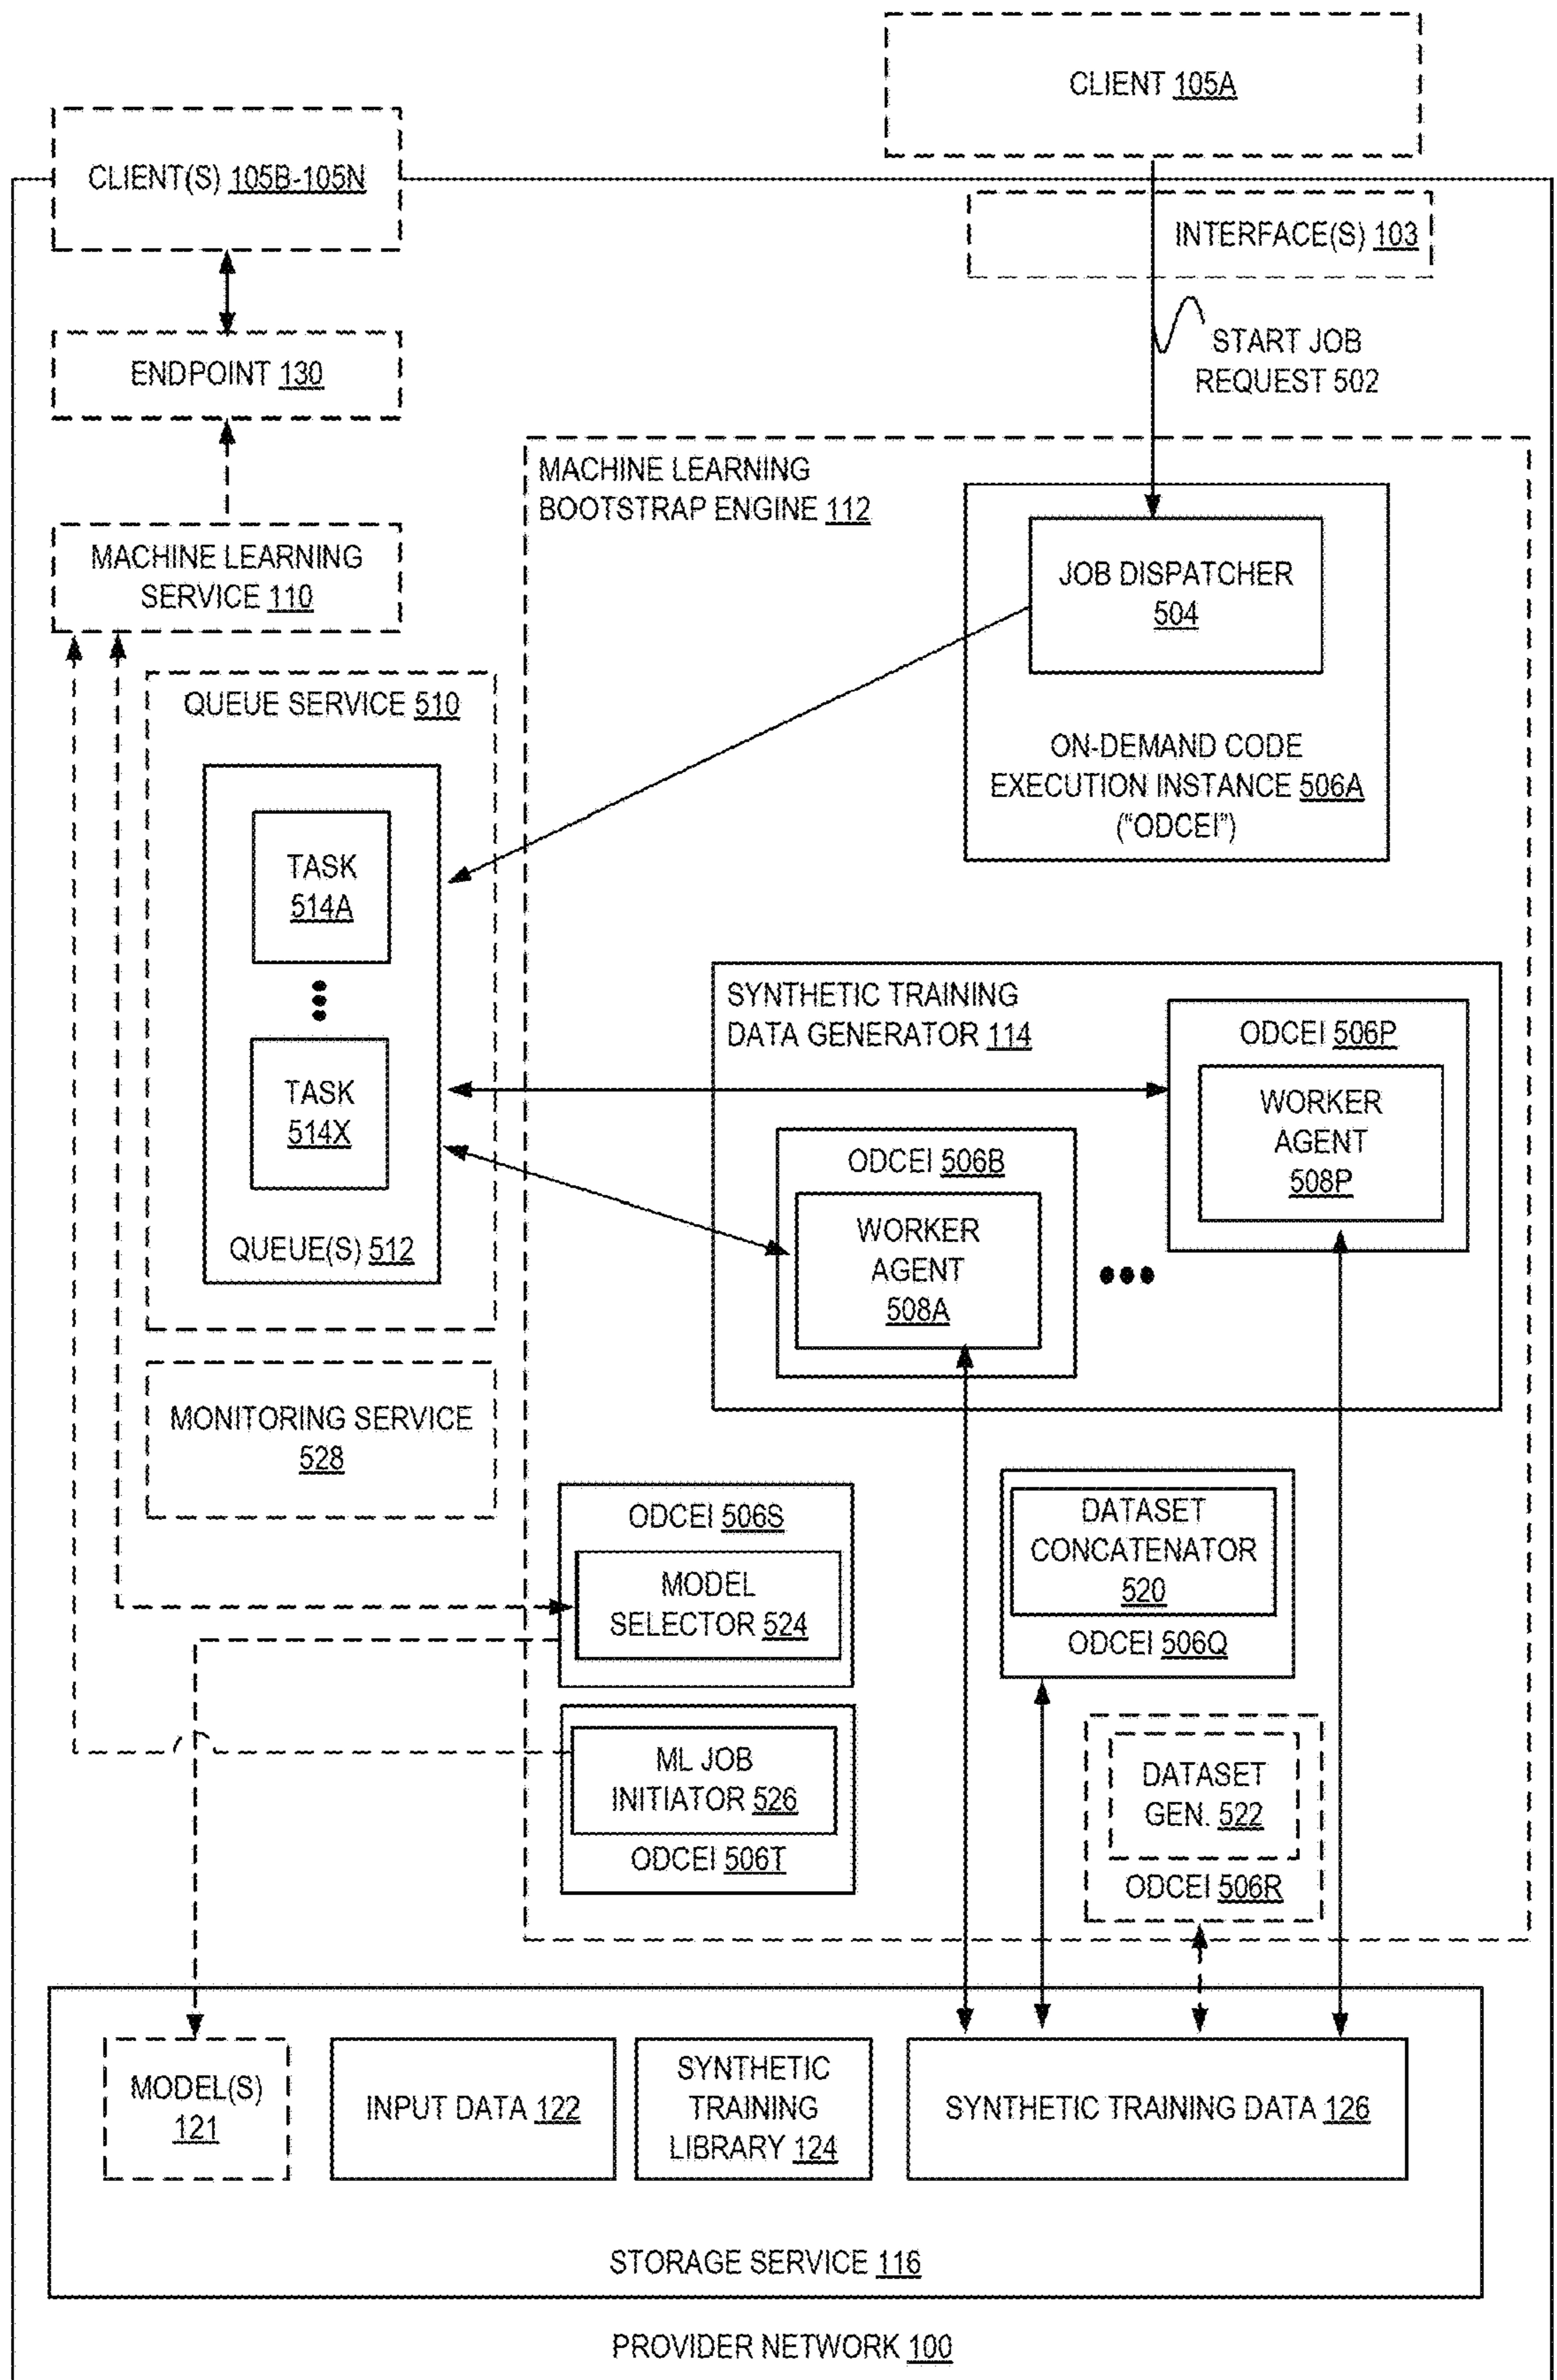 CLIENT 105A
CLIENT(S) 105B-105N
INTERFACE(S) 103
START JOB
REQUEST 502
ENDPOINT 130
MACHINE LEARNING
BOOTSTRAP ENGINE 112
MACHINE LEARNING
SERVICE 110
JOB DISPATCHER
504
ON-DEMAND CODE
EXECUTION INSTANCE 506A
("ODCEI")
QUEUE SERVICE 510
TASK
514A
TASK
514X
QUEUE(S) 512
SYNTHETIC TRAINING
DATA GENERATOR 114
ODCEI 506P
WORKER
AGENT
508P
ODCEI 506B
WORKER
AGENT
508A
MONITORING SERVICE
528
ODCEI 506S
MODEL
SELECTOR 524
DATASET
CONCATENATOR
520
ODCEI 506Q
ML JOB
INITIATOR 526
ODCEI 506T
DATASET
GEN. 522
ODCEI 506R
MODEL(S)
121
INPUT DATA 122
SYNTHETIC
TRAINING
LIBRARY 124
SYNTHETIC TRAINING DATA 126
STORAGE SERVICE 116
PROVIDER NETWORK 100